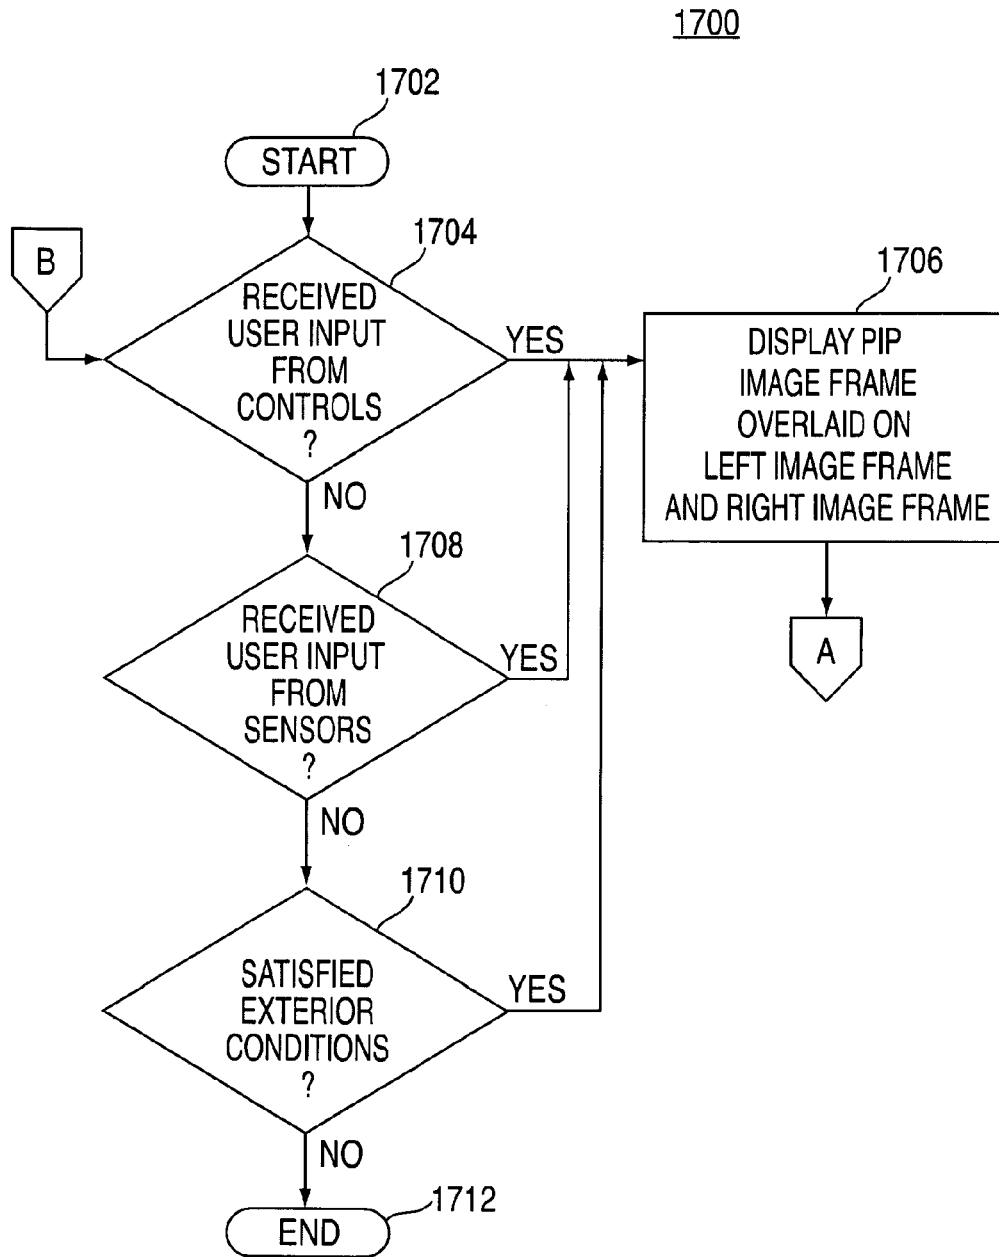 1700
1702
START
B
1704
RECEIVED
USER INPUT
FROM
CONTROLS
?
YES
NO
1706
DISPLAY PIP
IMAGE FRAME
OVERLAID ON
LEFT IMAGE FRAME
AND RIGHT IMAGE FRAME
A
1708
RECEIVED
USER INPUT
FROM
SENSORS
?
YES
NO
1710
SATISFIED
EXTERIOR
CONDITIONS
?
YES
NO
1712
END